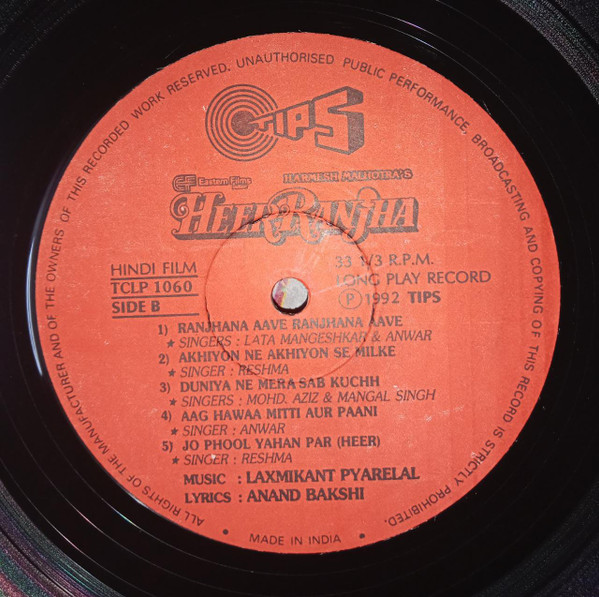 ALL RIGHTS OF THE MANUFACTURER AND OF THE OWNERS OF THIS RECORDED WORK RESERVED. UNAUTHORISED PUBLIC PERFORMANCE, BROADCASTING AND COPYING OF THIS RECORD IS STRICTLY PROHIBITED.
TIPS
EF Eastern Films HARMESH MALHOTRA'S
HEER RANJHA
HINDI FILM 33 1/3 R.P.M.
TCLP 1060 LONG PLAY RECORD
SIDE B ℗ 1992 TIPS
1) RANJHANA AAVE RANJHANA AAVE
★ SINGERS : LATA MANGESHKAR & ANWAR
2) AKHIYON NE AKHIYON SE MILKE
★ SINGER : RESHMA
3) DUNIYA NE MERA SAB KUCHH
★ SINGERS : MOHD. AZIZ & MANGAL SINGH
4) AAG HAWAA MITTI AUR PAANI
★ SINGER : ANWAR
5) JO PHOOL YAHAN PAR (HEER)
★ SINGER : RESHMA
MUSIC : LAXMIKANT PYARELAL
LYRICS : ANAND BAKSHI
• MADE IN INDIA •